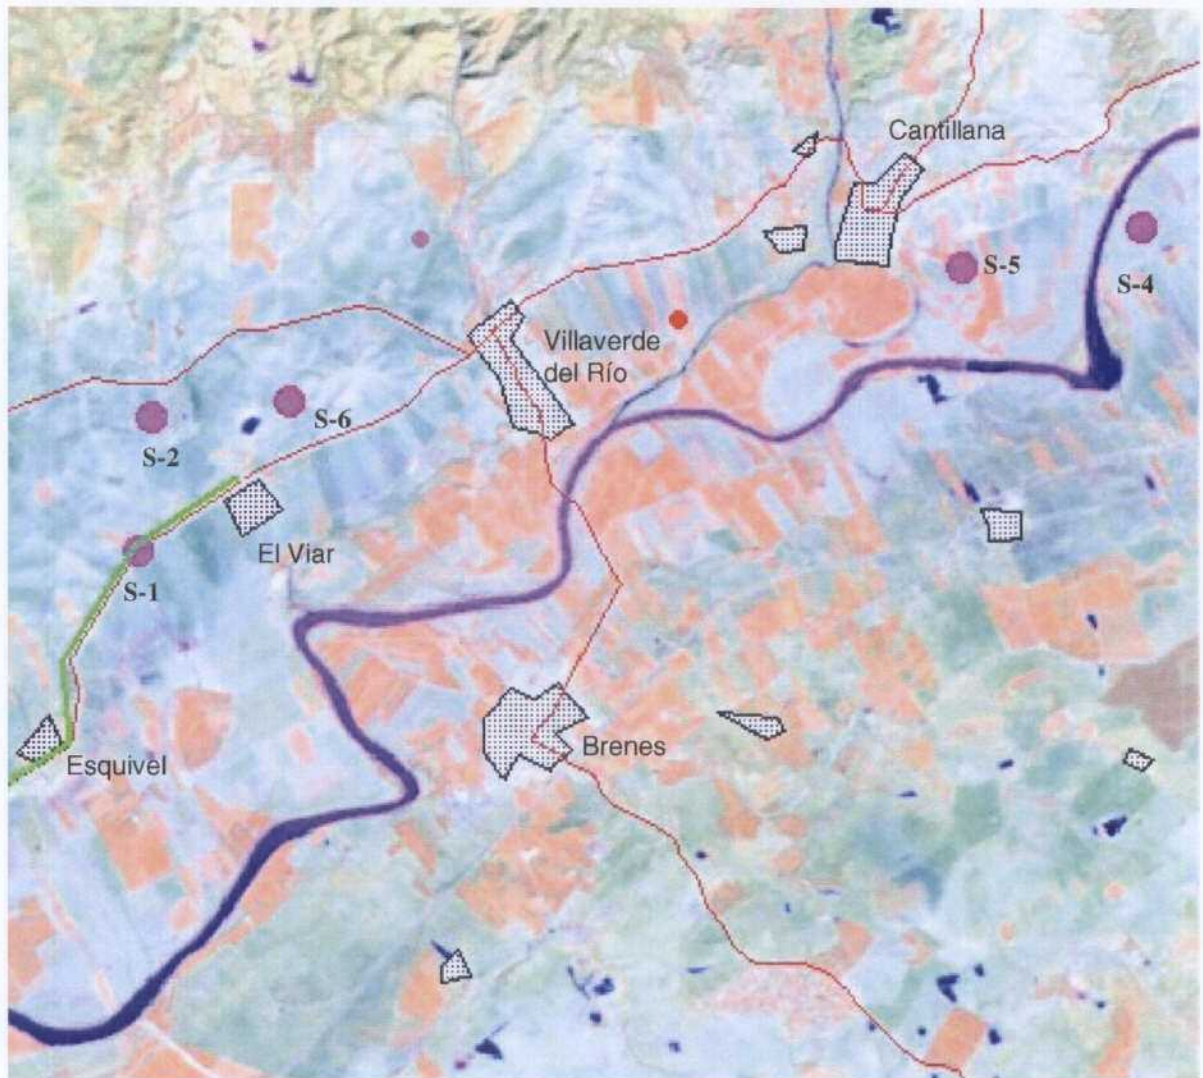 Cantillana
S-5
S-4
Villaverde
del Río
S-6
S-2
El Viar
S-1
Brenes
Esquivel